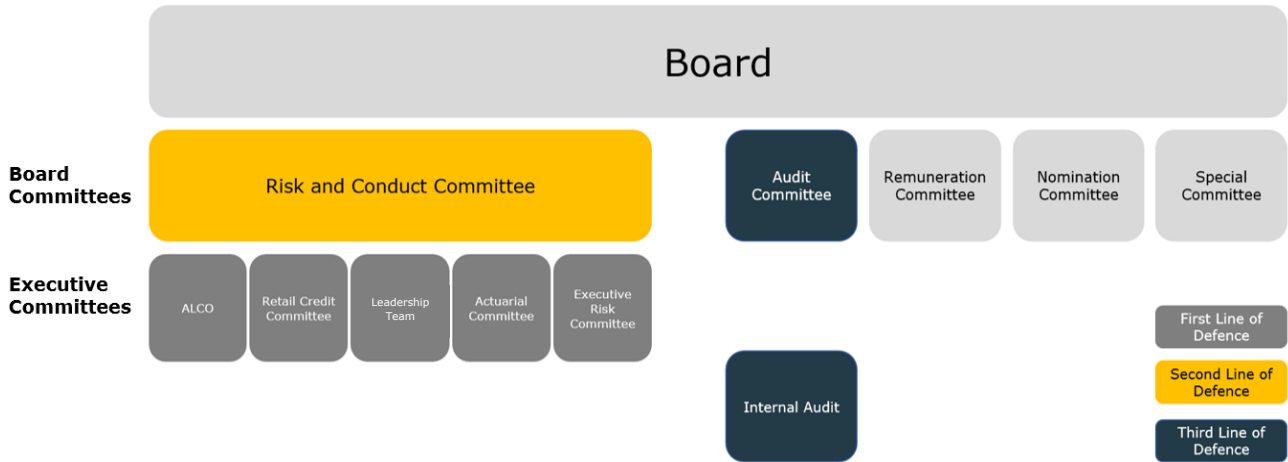 Board
Board
Committees
Risk and Conduct Committee
Audit
Committee
Remuneration
Committee
Nomination
Committee
Special
Committee
Executive
Committees
ALCO
Retail Credit
Committee
Leadership
Team
Actuarial
Committee
Executive
Risk
Committee
First Line of
Defence
Second Line of
Defence
Internal Audit
Third Line of
Defence